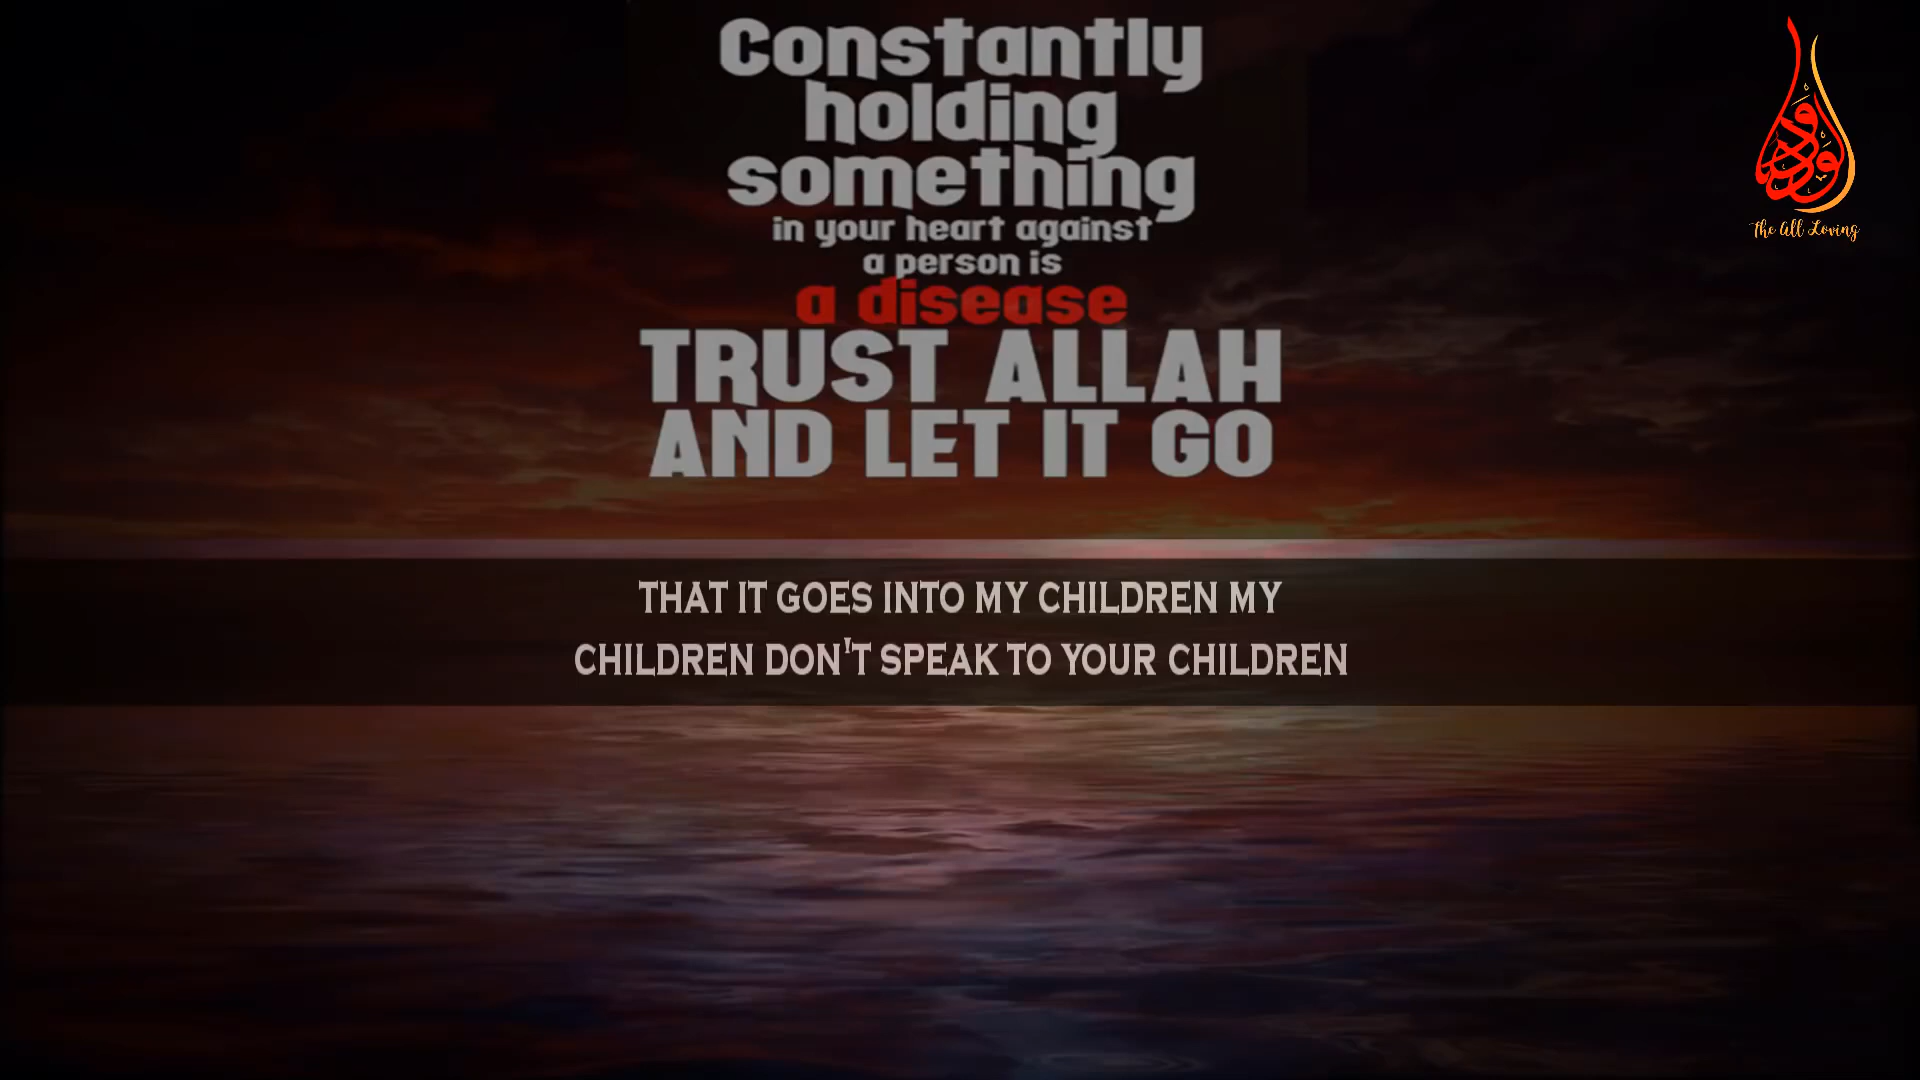 Constantly
holding
something
in your heart against
a person is
a disease
TRUST ALLAH
AND LET IT GO
الودود
The All Loving
THAT IT GOES INTO MY CHILDREN MY
CHILDREN DON'T SPEAK TO YOUR CHILDREN